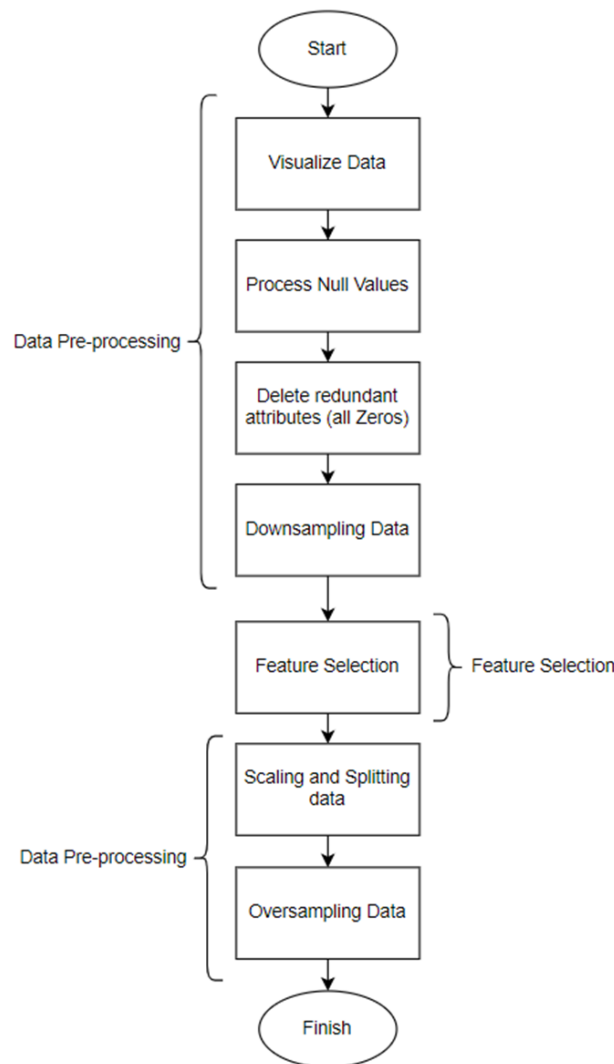 Start
Visualize Data
Process Null Values
Data Pre-processing
Delete redundant
attributes (all Zeros)
Downsampling Data
Feature Selection
Feature Selection
Scaling and Splitting
data
Data Pre-processing
Oversampling Data
Finish